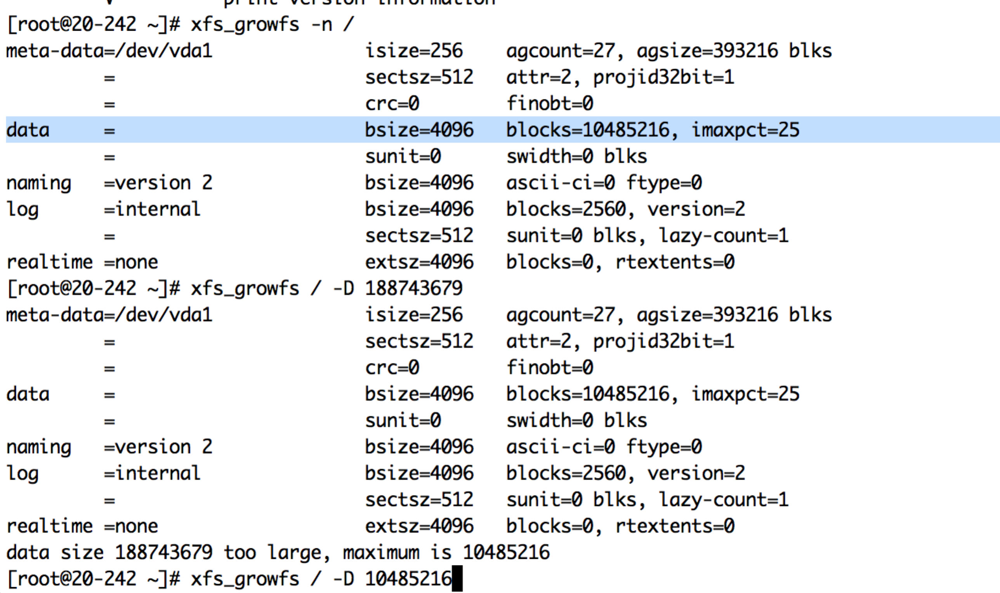 v                    print version information
[root@20-242 ~]# xfs_growfs -n /
meta-data=/dev/vda1              isize=256    agcount=27, agsize=393216 blks
         =                       sectsz=512   attr=2, projid32bit=1
         =                       crc=0        finobt=0
data     =                       bsize=4096   blocks=10485216, imaxpct=25
         =                       sunit=0      swidth=0 blks
naming   =version 2              bsize=4096   ascii-ci=0 ftype=0
log      =internal               bsize=4096   blocks=2560, version=2
         =                       sectsz=512   sunit=0 blks, lazy-count=1
realtime =none                   extsz=4096   blocks=0, rtextents=0
[root@20-242 ~]# xfs_growfs / -D 188743679
meta-data=/dev/vda1              isize=256    agcount=27, agsize=393216 blks
         =                       sectsz=512   attr=2, projid32bit=1
         =                       crc=0        finobt=0
data     =                       bsize=4096   blocks=10485216, imaxpct=25
         =                       sunit=0      swidth=0 blks
naming   =version 2              bsize=4096   ascii-ci=0 ftype=0
log      =internal               bsize=4096   blocks=2560, version=2
         =                       sectsz=512   sunit=0 blks, lazy-count=1
realtime =none                   extsz=4096   blocks=0, rtextents=0
data size 188743679 too large, maximum is 10485216
[root@20-242 ~]# xfs_growfs / -D 10485216